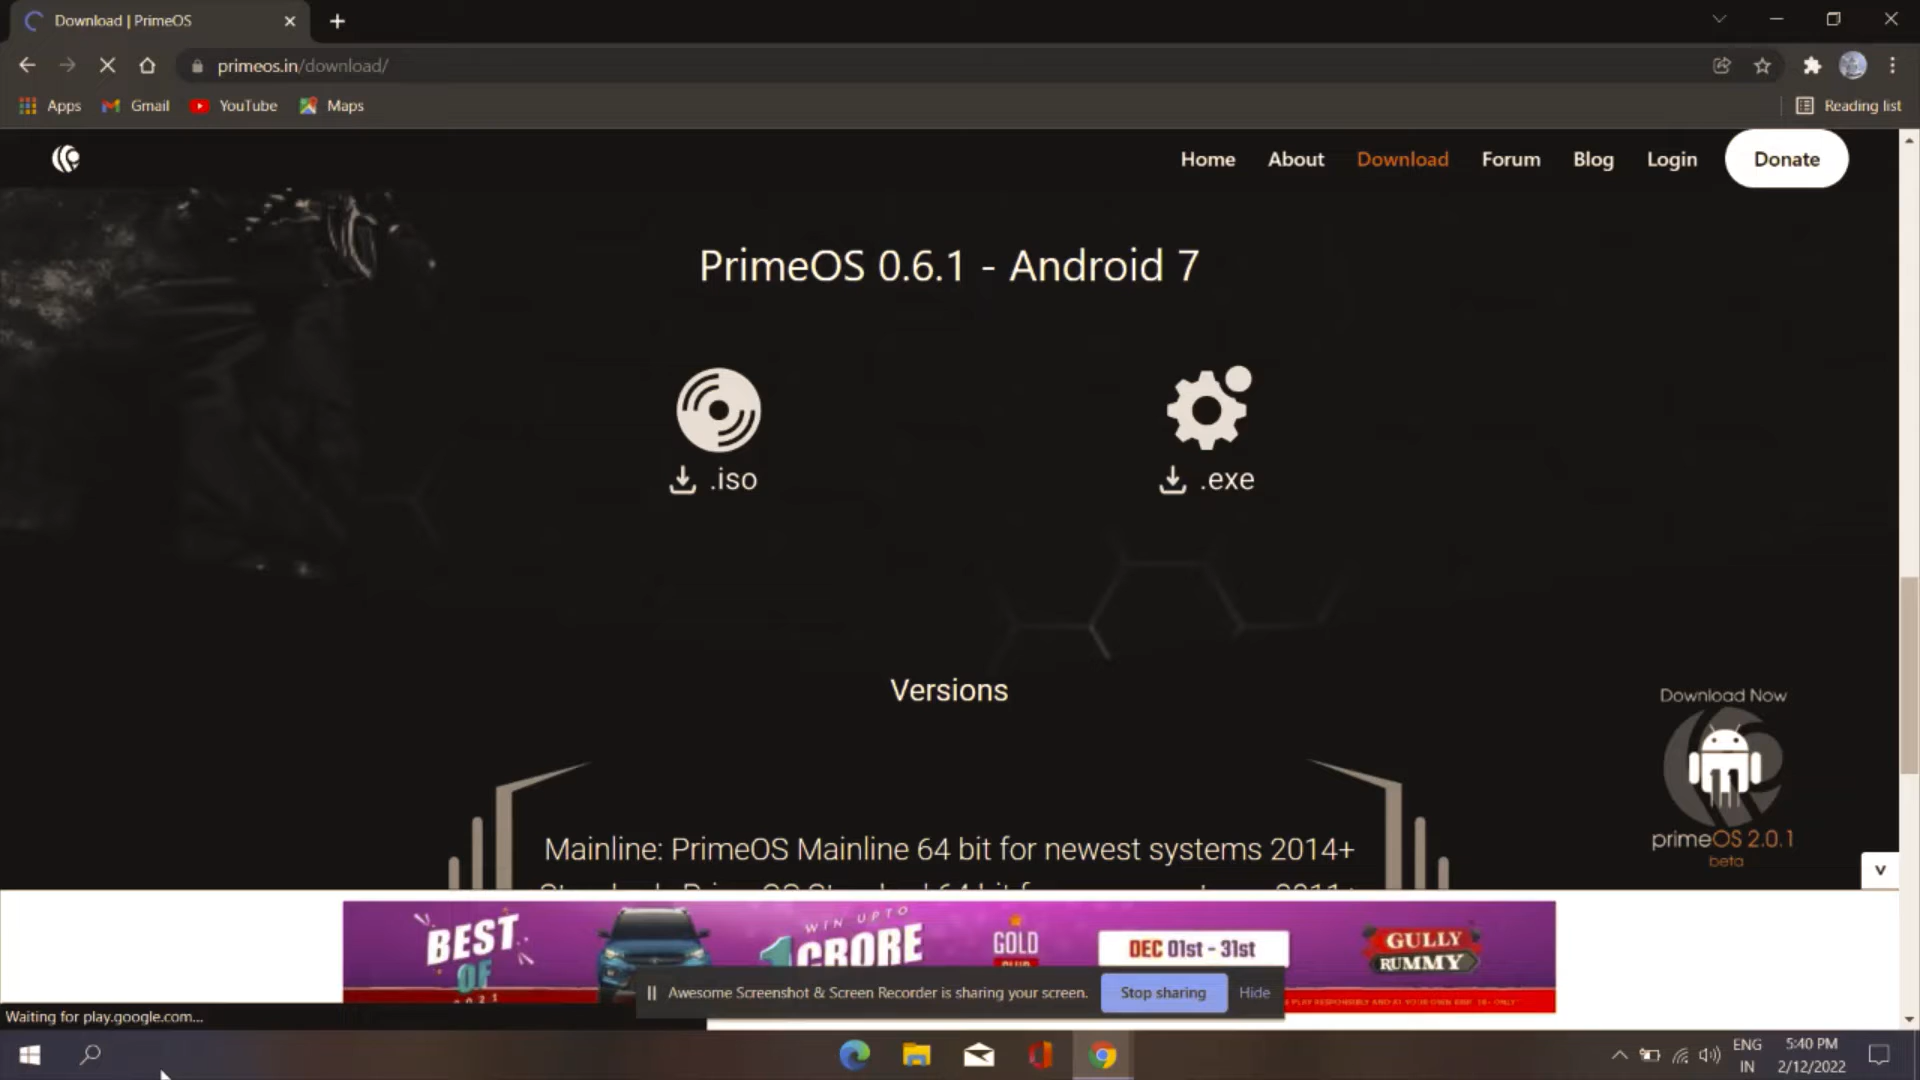 Download | PrimeOS
primeos.in/download/
Apps
Gmail
YouTube
Maps
Reading list
Home
About
Download
Forum
Blog
Login
Donate
PrimeOS 0.6.1 - Android 7
.iso
.exe
Versions
Download Now
11
primeOS 2.0.1
beta
Mainline: PrimeOS Mainline 64 bit for newest systems 2014+
v
BEST
OF
2021
WIN UPTO
1 CRORE
GOLD
DEC 01st - 31st
GULLY
RUMMY
Awesome Screenshot & Screen Recorder is sharing your screen.
Stop sharing
Hide
Waiting for play.google.com...
ENG
IN
5:40 PM
2/12/2022